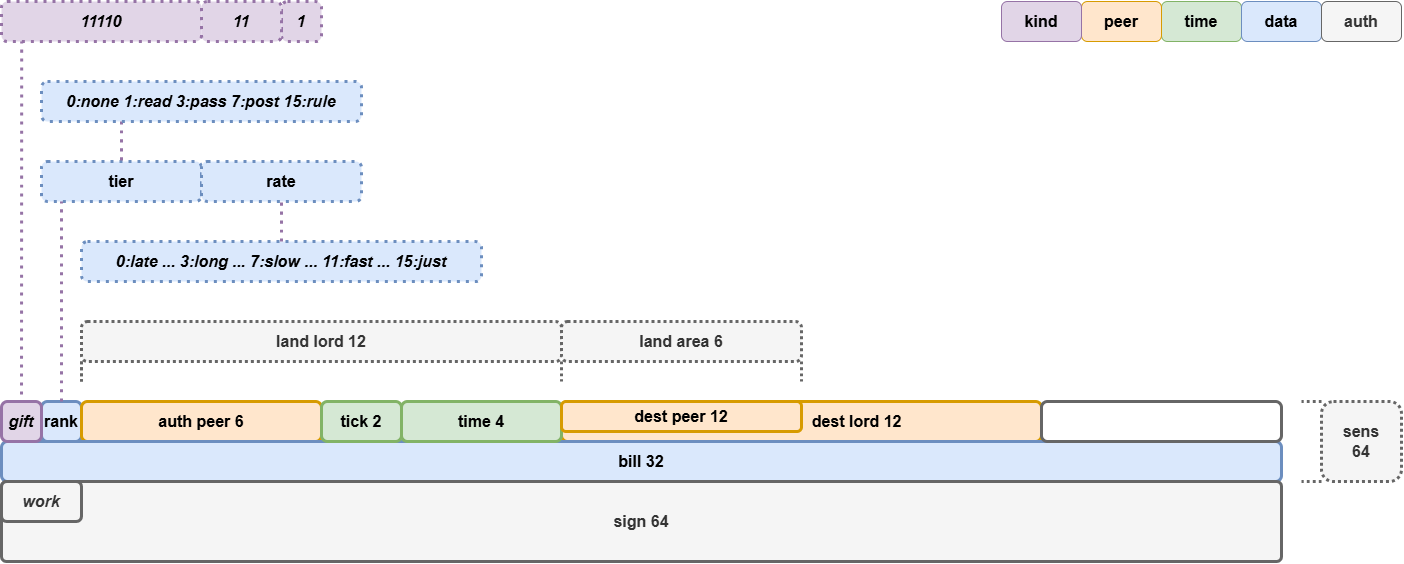 11110 11 1
kind peer time data auth
0:none 1:read 3:pass 7:post 15:rule
tier rate
0:late ... 3:long ... 7:slow ... 11:fast ... 15:just
land lord 12 land area 6
gift rank auth peer 6 tick 2 time 4 dest peer 12 dest lord 12
sens
64
bill 32
work
sign 64